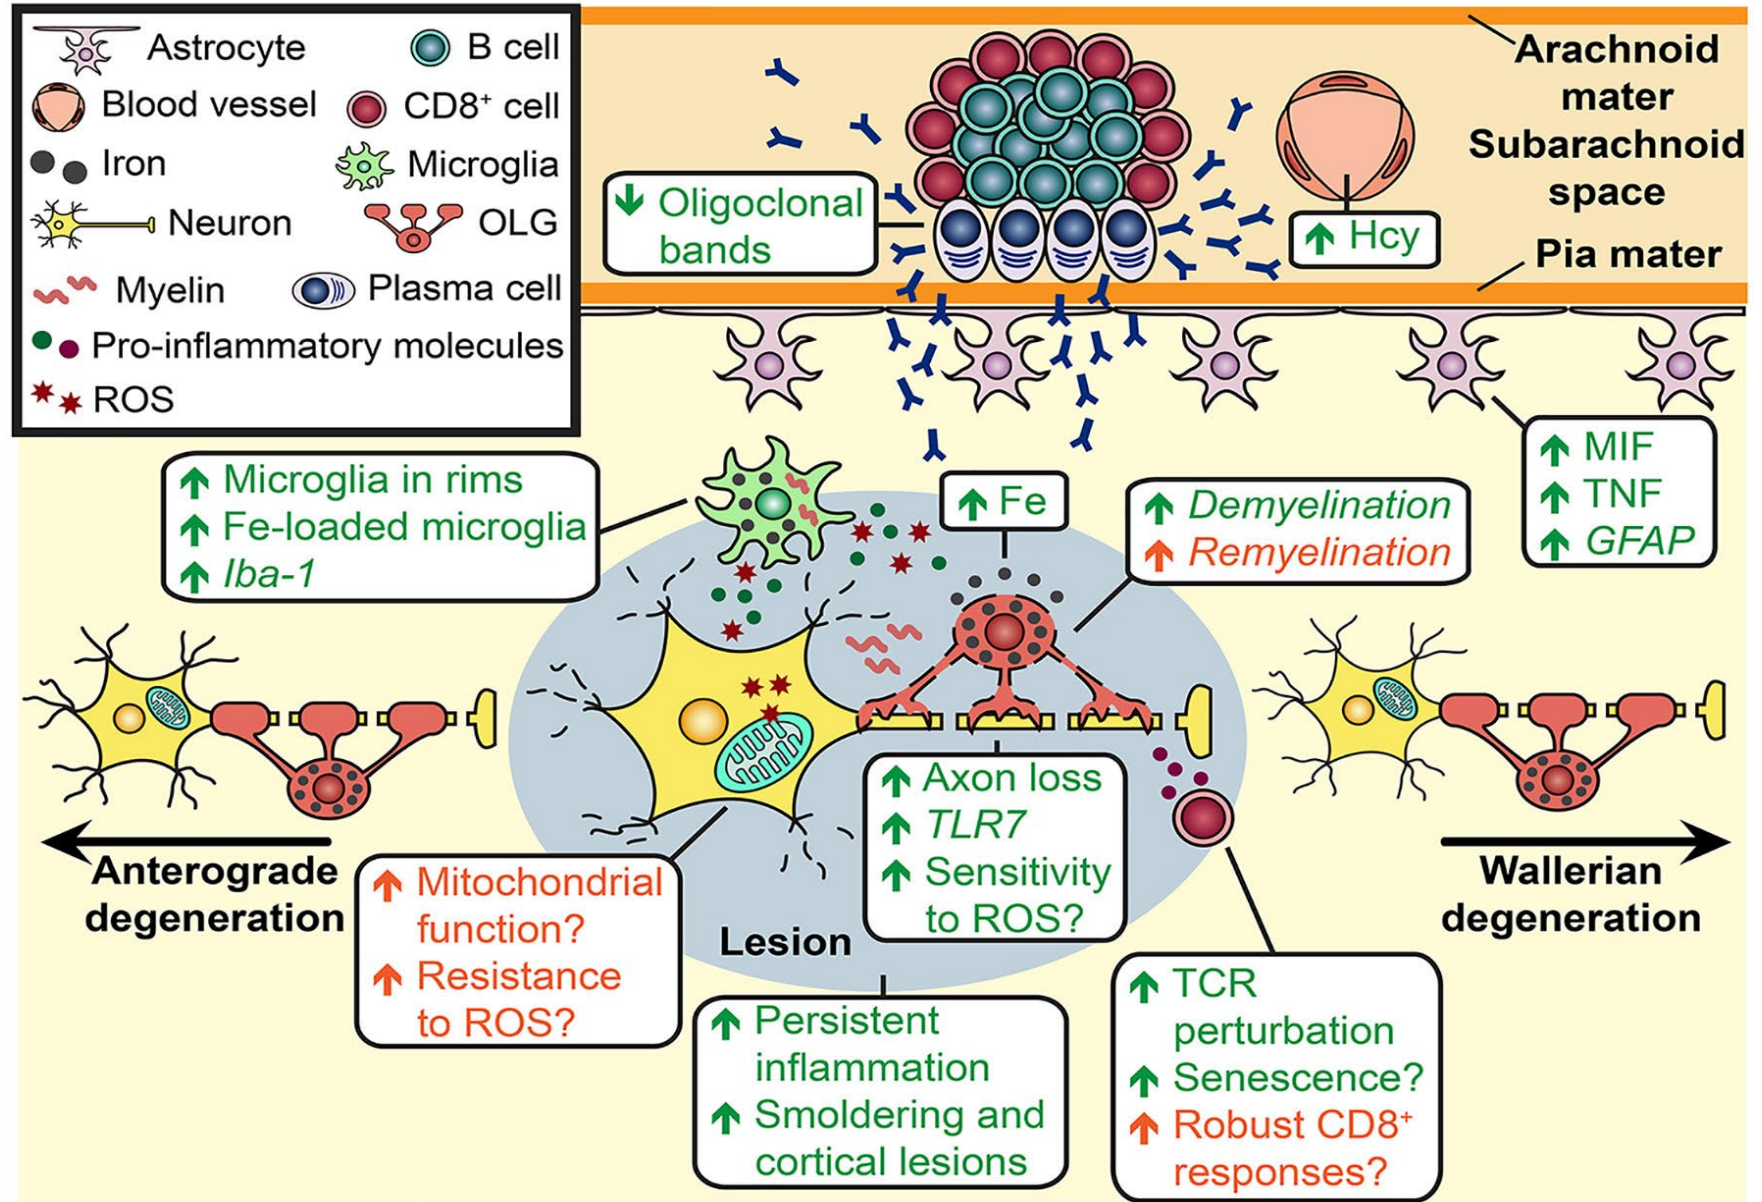 Astrocyte
B cell
Blood vessel
CD8⁺ cell
Iron
Microglia
Neuron
OLG
Myelin
Plasma cell
Pro-inflammatory molecules
ROS
Arachnoid
mater
Subarachnoid
space
Pia mater
↓ Oligoclonal
bands
↑ Hcy
↑ MIF
↑ TNF
↑ GFAP
↑ Microglia in rims
↑ Fe-loaded microglia
↑ Iba-1
↑ Fe
↑ Demyelination
↑ Remyelination
Anterograde
degeneration
↑ Mitochondrial
function?
↑ Resistance
to ROS?
Lesion
↑ Axon loss
↑ TLR7
↑ Sensitivity
to ROS?
Wallerian
degeneration
↑ Persistent
inflammation
↑ Smoldering and
cortical lesions
↑ TCR
perturbation
↑ Senescence?
↑ Robust CD8⁺
responses?